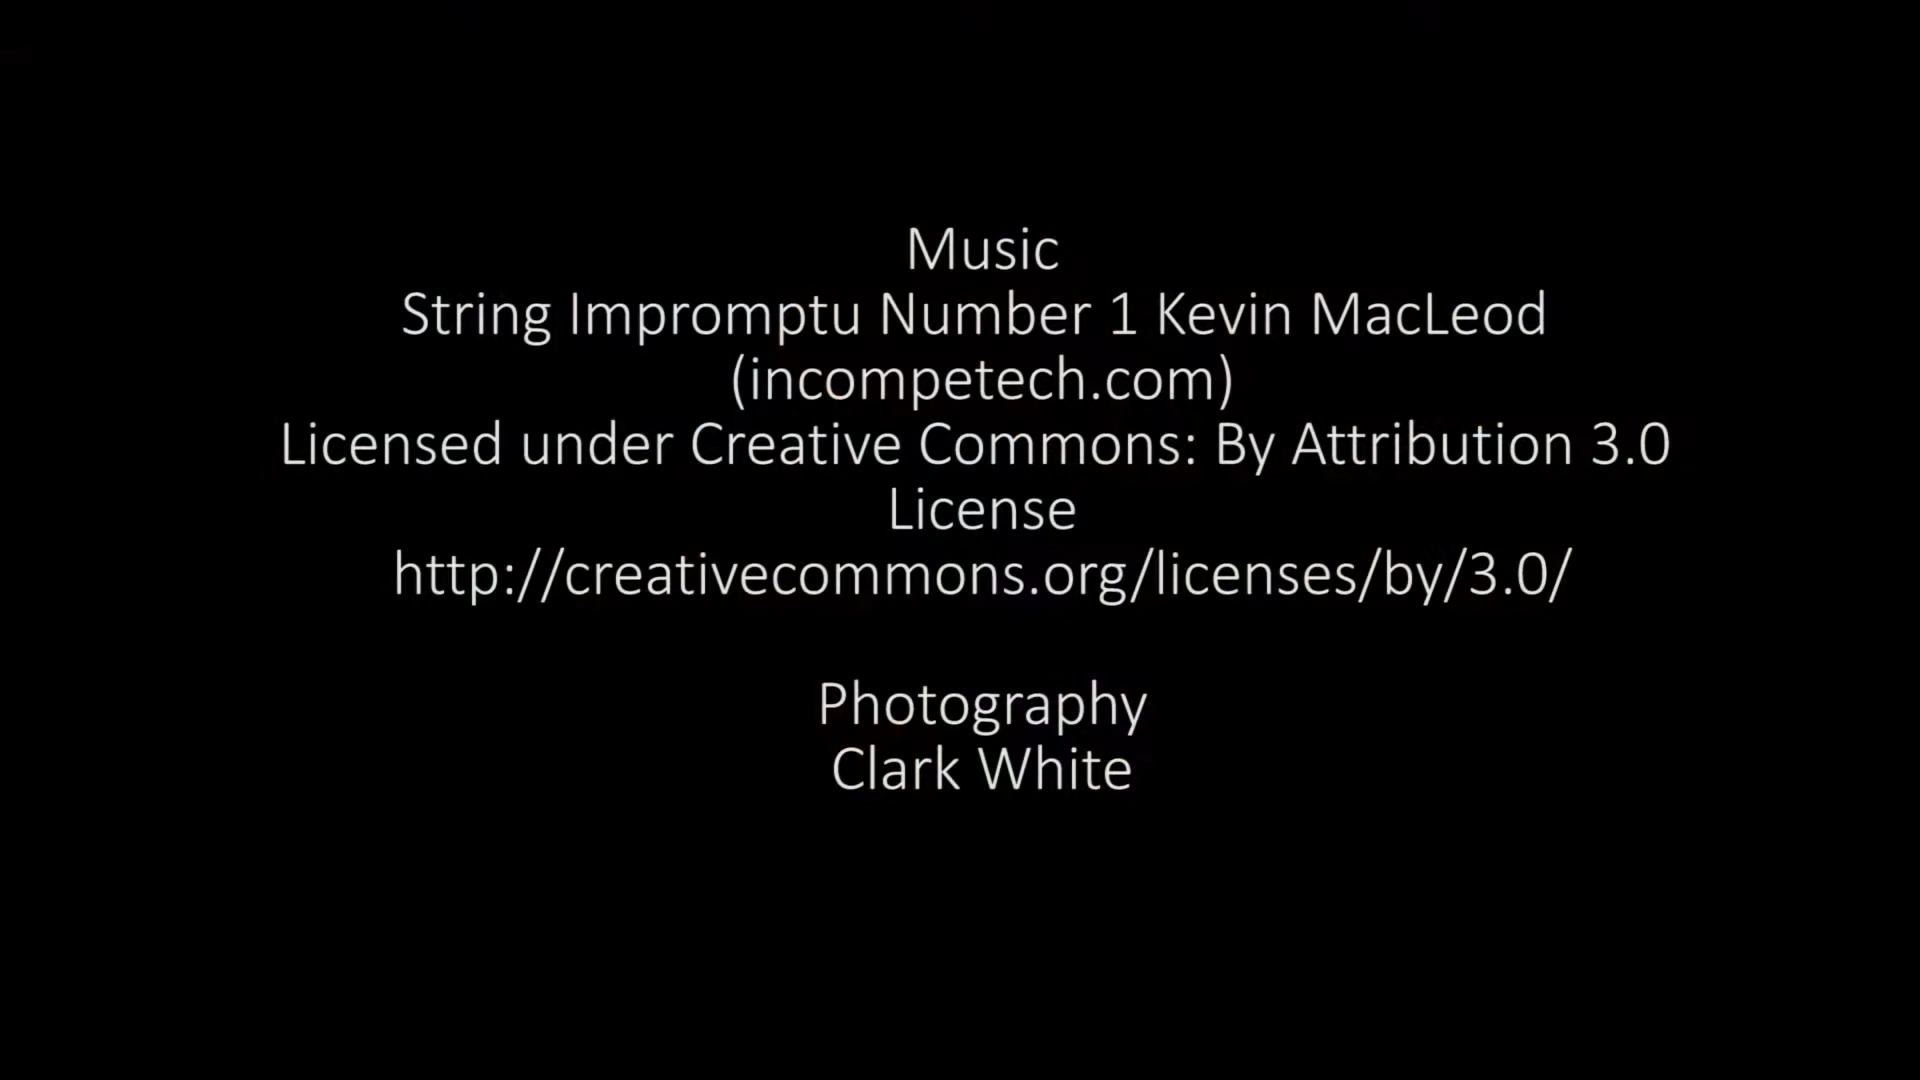 Music
String Impromptu Number 1 Kevin MacLeod
(incompetech.com)
Licensed under Creative Commons: By Attribution 3.0
License
http://creativecommons.org/licenses/by/3.0/
Photography
Clark White